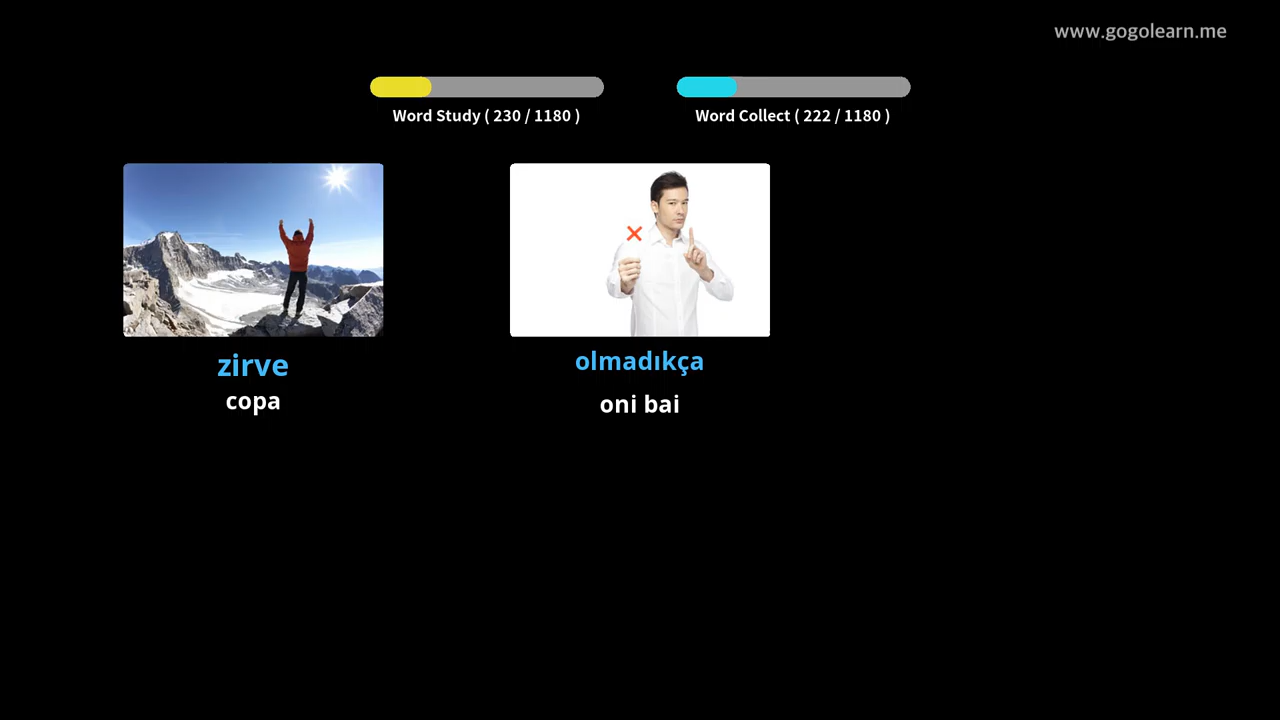 www.gogolearn.me
Word Study ( 230 / 1180 )
Word Collect ( 222 / 1180 )
zirve
copa
olmadıkça
oni bai